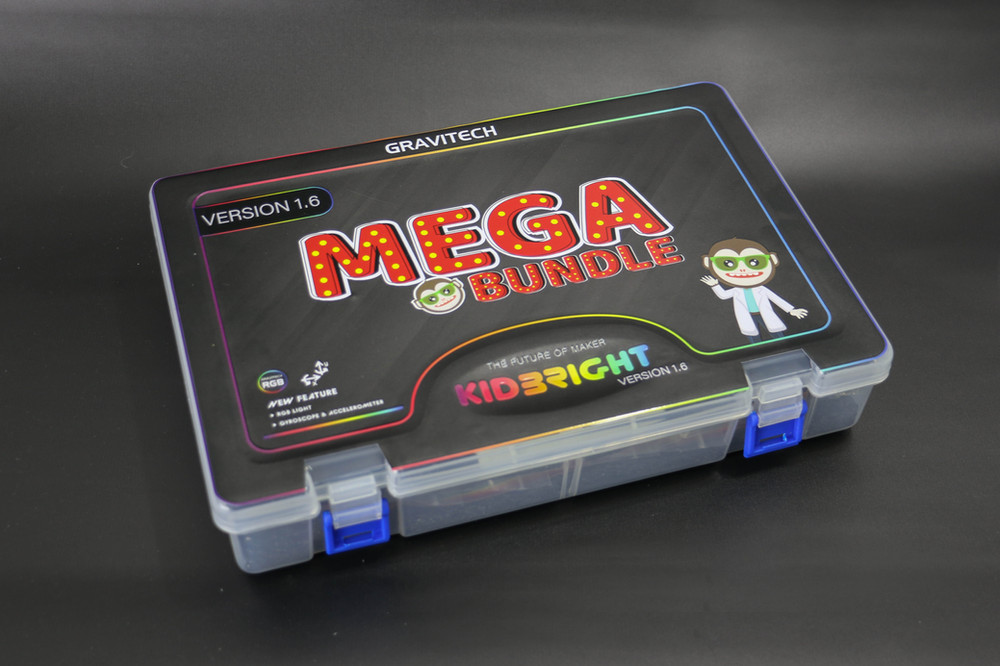 GRAVITECH
VERSION 1.6
MEGA
BUNDLE
RGB
NEW FEATURE
RGB LIGHT
GYROSCOPE & ACCELEROMETER
THE FUTURE OF MAKER
KIDBRIGHT
VERSION 1.6